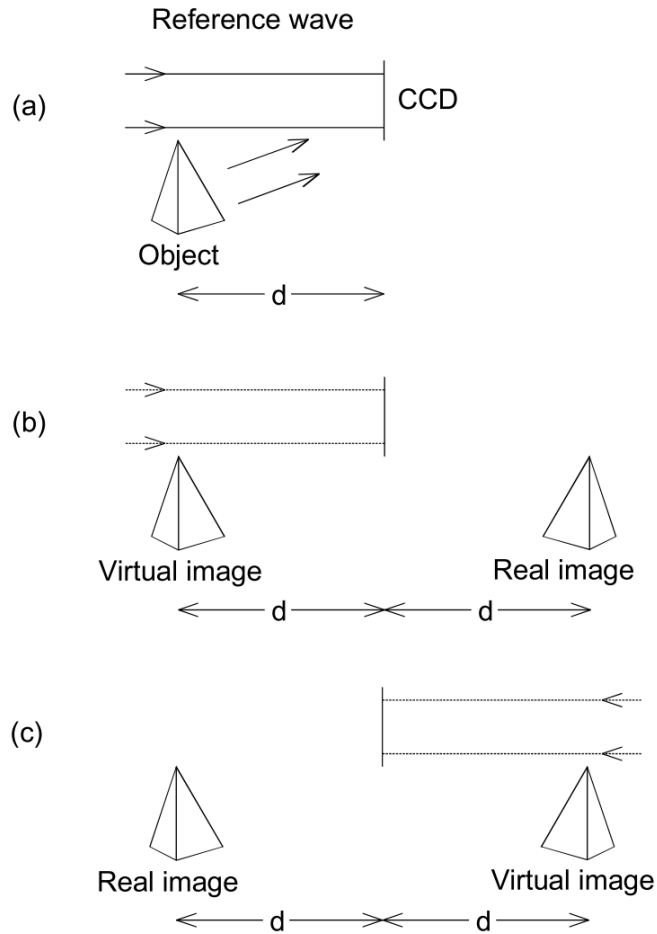 Reference wave
(a)
CCD
Object
d
(b)
Virtual image
Real image
d
d
(c)
Real image
Virtual image
d
d